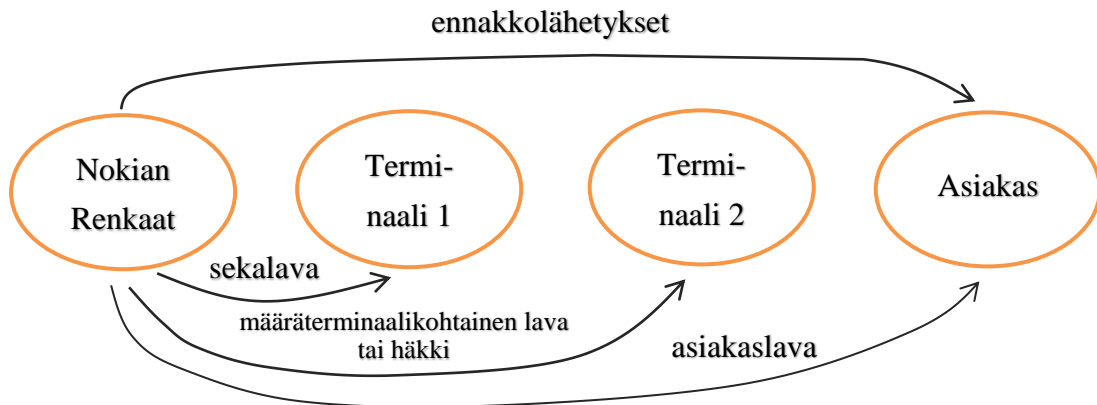 ennakkolähetykset
Nokian
Renkaat
Termi-
naali 1
Termi-
naali 2
Asiakas
sekalava
määräterminaalikohtainen lava
tai häkki
asiakaslava